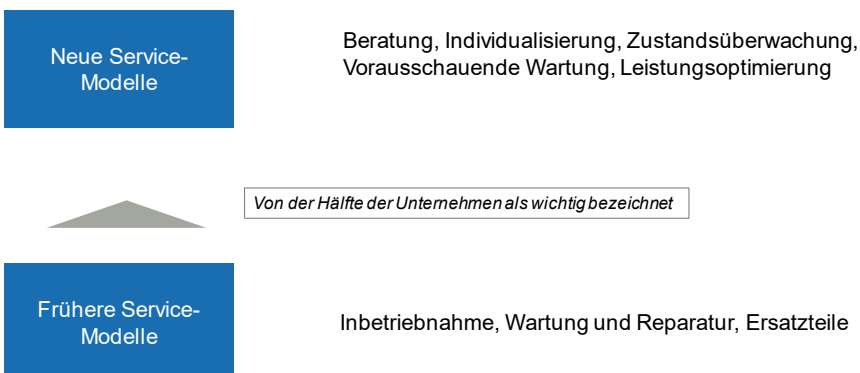 Neue Service-
Modelle
Beratung, Individualisierung, Zustandsüberwachung,
Vorausschauende Wartung, Leistungsoptimierung
Von der Hälfte der Unternehmen als wichtig bezeichnet
Frühere Service-
Modelle
Inbetriebnahme, Wartung und Reparatur, Ersatzteile